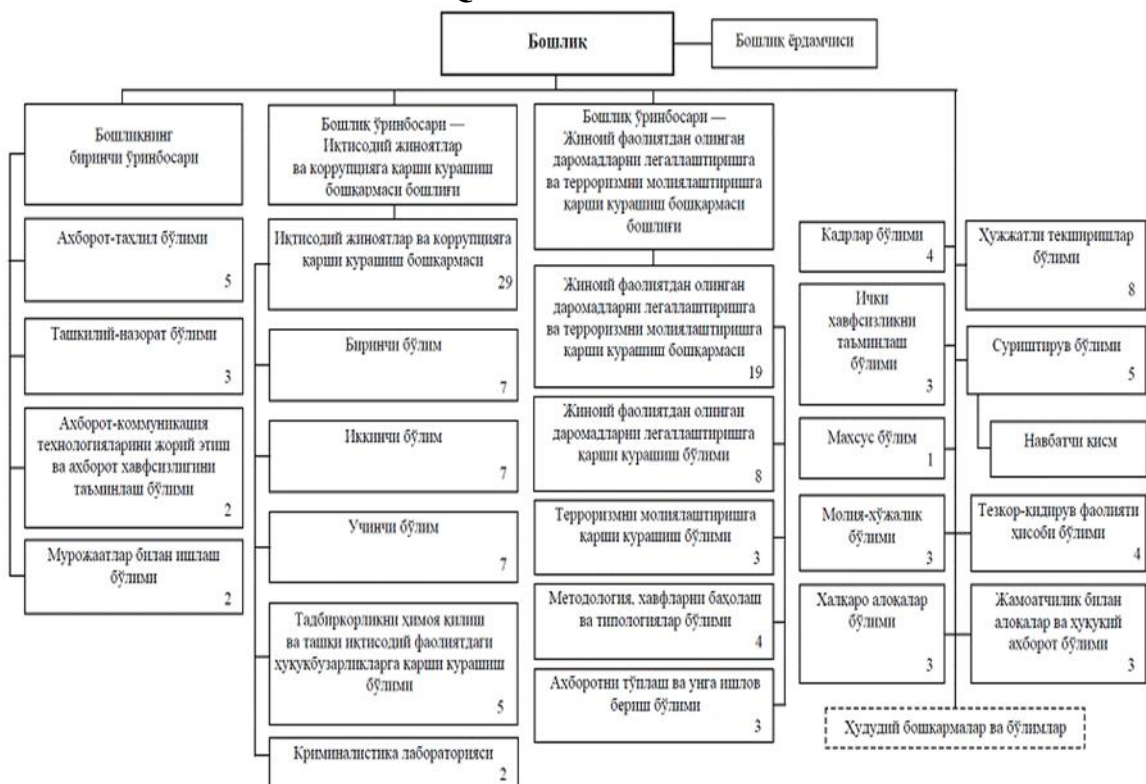 Бошлиқ
Бошлиқ ёрдамчиси
Бошлиқнинг
биринчи ўринбосари
Ахборот-таҳлил бўлими
5
Ташкилий-назорат бўлими
3
Ахборот-коммуникация
технологияларини жорий этиш
ва ахборот хавфсизлигини
таъминлаш бўлими
2
Мурожаатлар билан ишлаш
бўлими
2
Бошлиқ ўринбосари —
Иқтисодий жиноятлар
ва коррупцияга қарши курашиш
бошқармаси бошлиғи
Иқтисодий жиноятлар ва коррупцияга
қарши курашиш бошқармаси
29
Биринчи бўлим
7
Иккинчи бўлим
7
Учинчи бўлим
7
Тадбиркорликни ҳимоя қилиш
ва ташқи иқтисодий фаолиятдаги
ҳуқуқбузарликларга қарши курашиш
бўлими
5
Криминалистика лабораторияси
2
Бошлиқ ўринбосари —
Жиноий фаолиятдан олинган
даромадларни легаллаштиришга
ва терроризмни молиялаштиришга
қарши курашиш бошқармаси
бошлиғи
Жиноий фаолиятдан олинган
даромадларни легаллаштиришга
ва терроризмни молиялаштиришга
қарши курашиш бошқармаси
19
Жиноий фаолиятдан олинган
даромадларни легаллаштиришга
қарши курашиш бўлими
8
Терроризмни молиялаштиришга
қарши курашиш бўлими
3
Методология, хавфларни баҳолаш
ва типологиялар бўлими
4
Ахборотни тўплаш ва унга ишлов
бериш бўлими
3
Кадрлар бўлими
4
Ички
хавфсизликни
таъминлаш
бўлими
3
Махсус бўлим
1
Молия-хўжалик
бўлими
3
Халқаро алоқалар
бўлими
3
Ҳужжатли текширишлар
бўлими
8
Суриштирув бўлими
5
Навбатчи қисм
Тезкор-қидирув фаолияти
ҳисоби бўлими
4
Жамоатчилик билан
алоқалар ва ҳуқуқий
ахборот бўлими
3
Ҳудудий бошқармалар ва бўлимлар